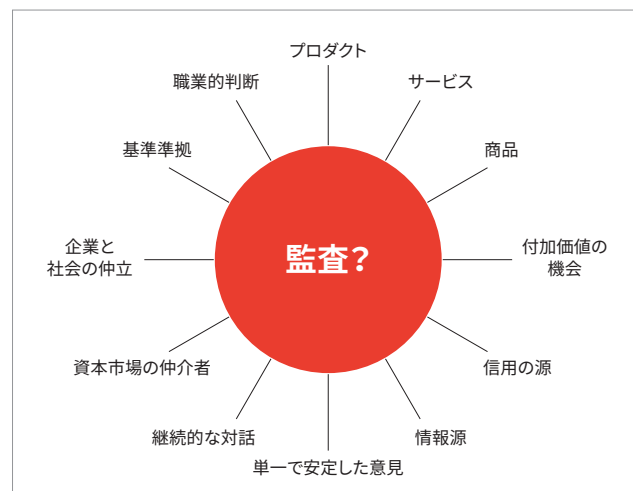 プロダクト
サービス
商品
付加価値の
機会
信用の源
情報源
単一で安定した意見
継続的な対話
資本市場の仲介者
企業と
社会の仲立
基準準拠
職業的判断
監査?